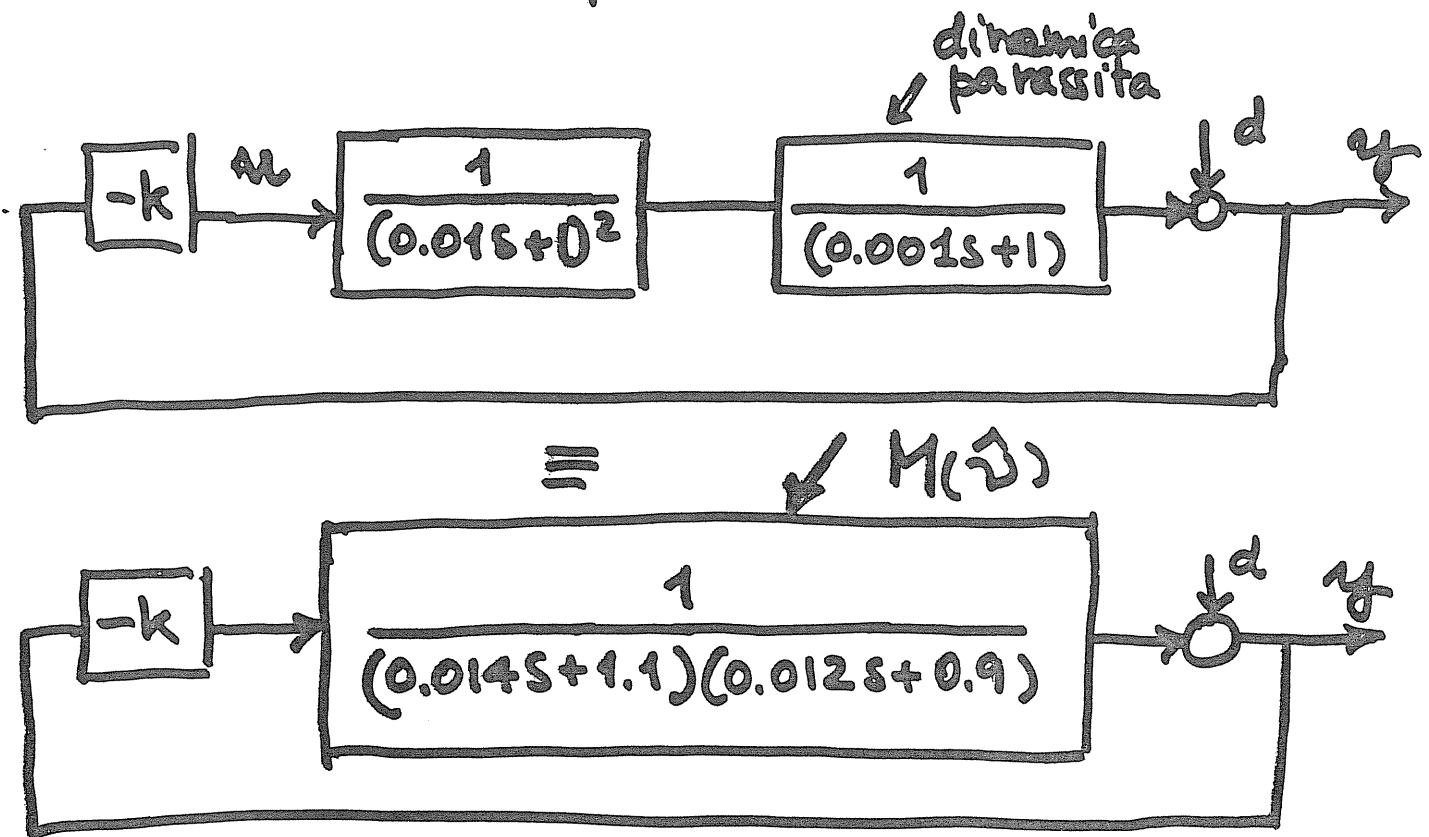 dinamica
parassita
-k u 1 1 d y
(0.01s+1)² (0.001s+1)
≡ M(ϑ̂)
-k 1 d y
(0.014s+1.1)(0.012s+0.9)